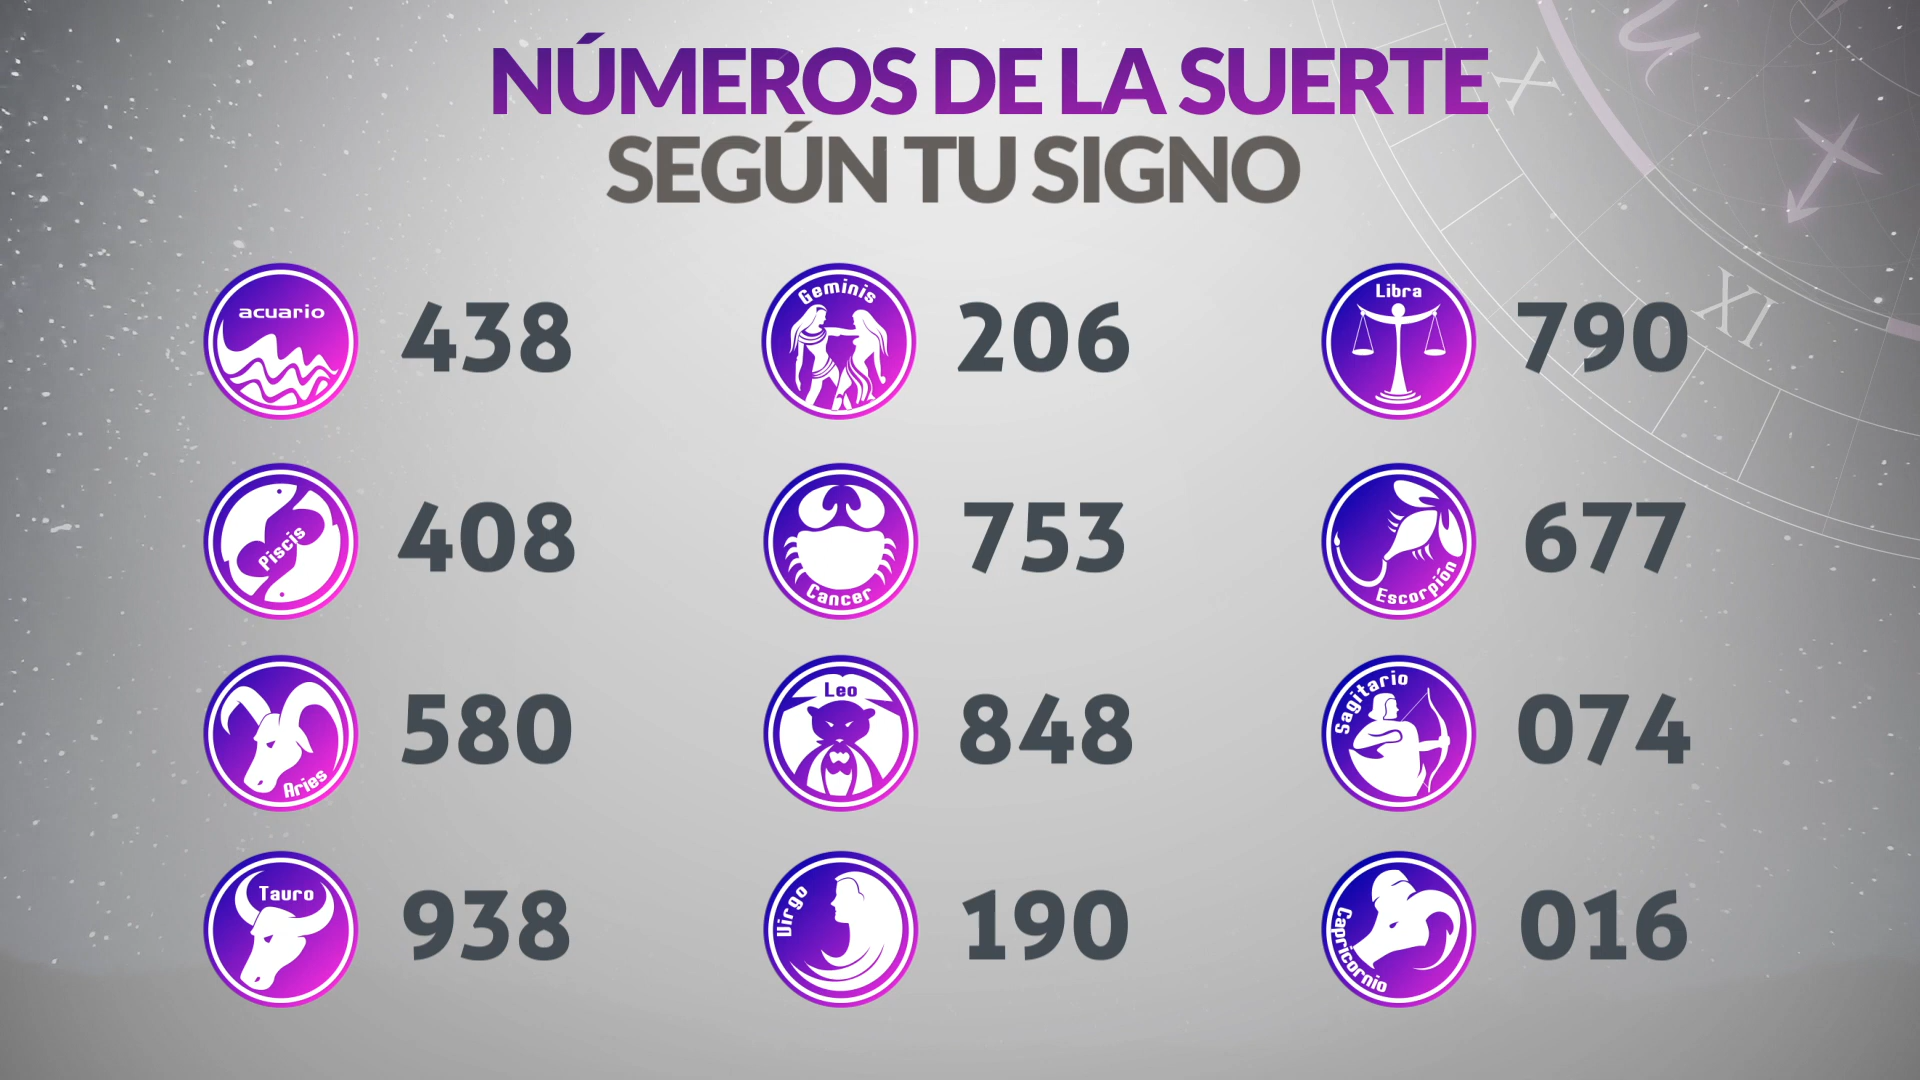 NÚMEROS DE LA SUERTE
SEGÚN TU SIGNO
X
XI
acuario
438
Geminis
206
Libra
790
Piscis
408
Cancer
753
Escorpión
677
Aries
580
Leo
848
Sagitario
074
Tauro
938
Virgo
190
Capricornio
016